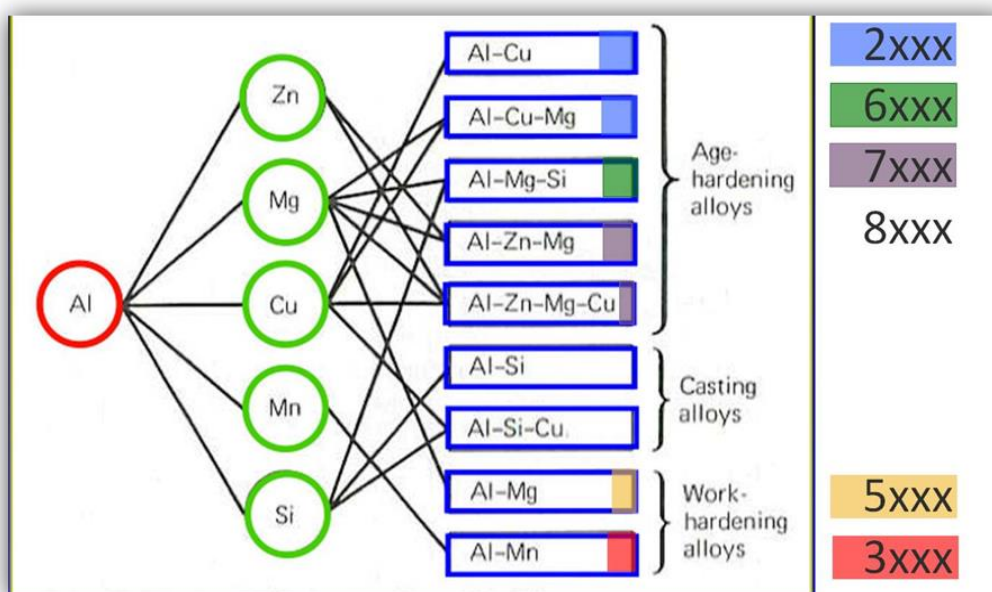 Al
Zn
Mg
Cu
Mn
Si
Al-Cu
Al-Cu-Mg
Al-Mg-Si
Al-Zn-Mg
Al-Zn-Mg-Cu
Al-Si
Al-Si-Cu
Al-Mg
Al-Mn
Age-
hardening
alloys
Casting
alloys
Work-
hardening
alloys
2xxx
6xxx
7xxx
8xxx
5xxx
3xxx